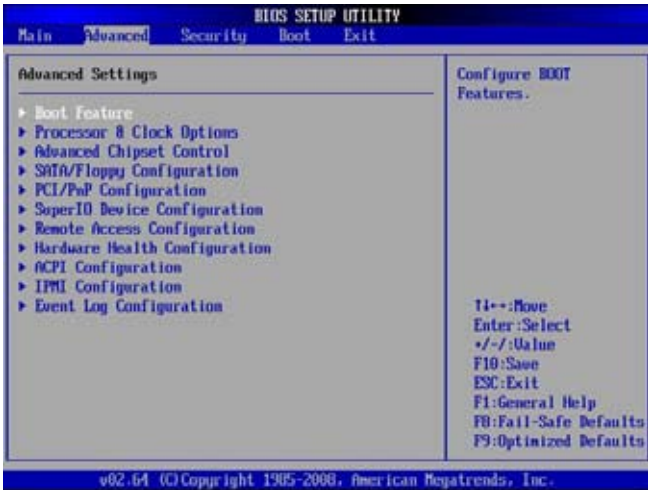 BIOS SETUP UTILITY
Main Advanced Security Boot Exit
Advanced Settings
Boot Feature
Processor & Clock Options
Advanced Chipset Control
SATA/Floppy Configuration
PCI/PnP Configuration
SuperIO Device Configuration
Remote Access Configuration
Hardware Health Configuration
ACPI Configuration
IPMI Configuration
Event Log Configuration
Configure BOOT
Features.
↑↓←→:Move
Enter:Select
+/-/:Value
F10:Save
ESC:Exit
F1:General Help
F8:Fail-Safe Defaults
F9:Optimized Defaults
v02.64 (C)Copyright 1985-2008, American Megatrends, Inc.